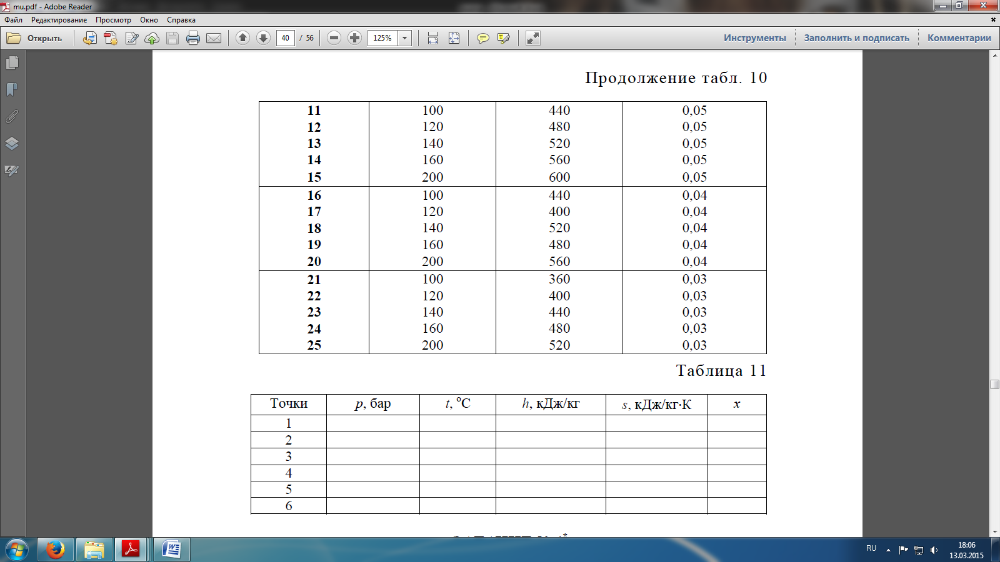 mu.pdf - Adobe Reader
Файл Редактирование Просмотр Окно Справка
Открыть 40 / 56 125% Инструменты Заполнить и подписать Комментарии
Продолжение табл. 10
11 100 440 0,05
12 120 480 0,05
13 140 520 0,05
14 160 560 0,05
15 200 600 0,05
16 100 440 0,04
17 120 400 0,04
18 140 520 0,04
19 160 480 0,04
20 200 560 0,04
21 100 360 0,03
22 120 400 0,03
23 140 440 0,03
24 160 480 0,03
25 200 520 0,03
Таблица 11
Точки p, бар t, °С h, кДж/кг s, кДж/кг·К x
1
2
3
4
5
6
RU 18:06
13.03.2015